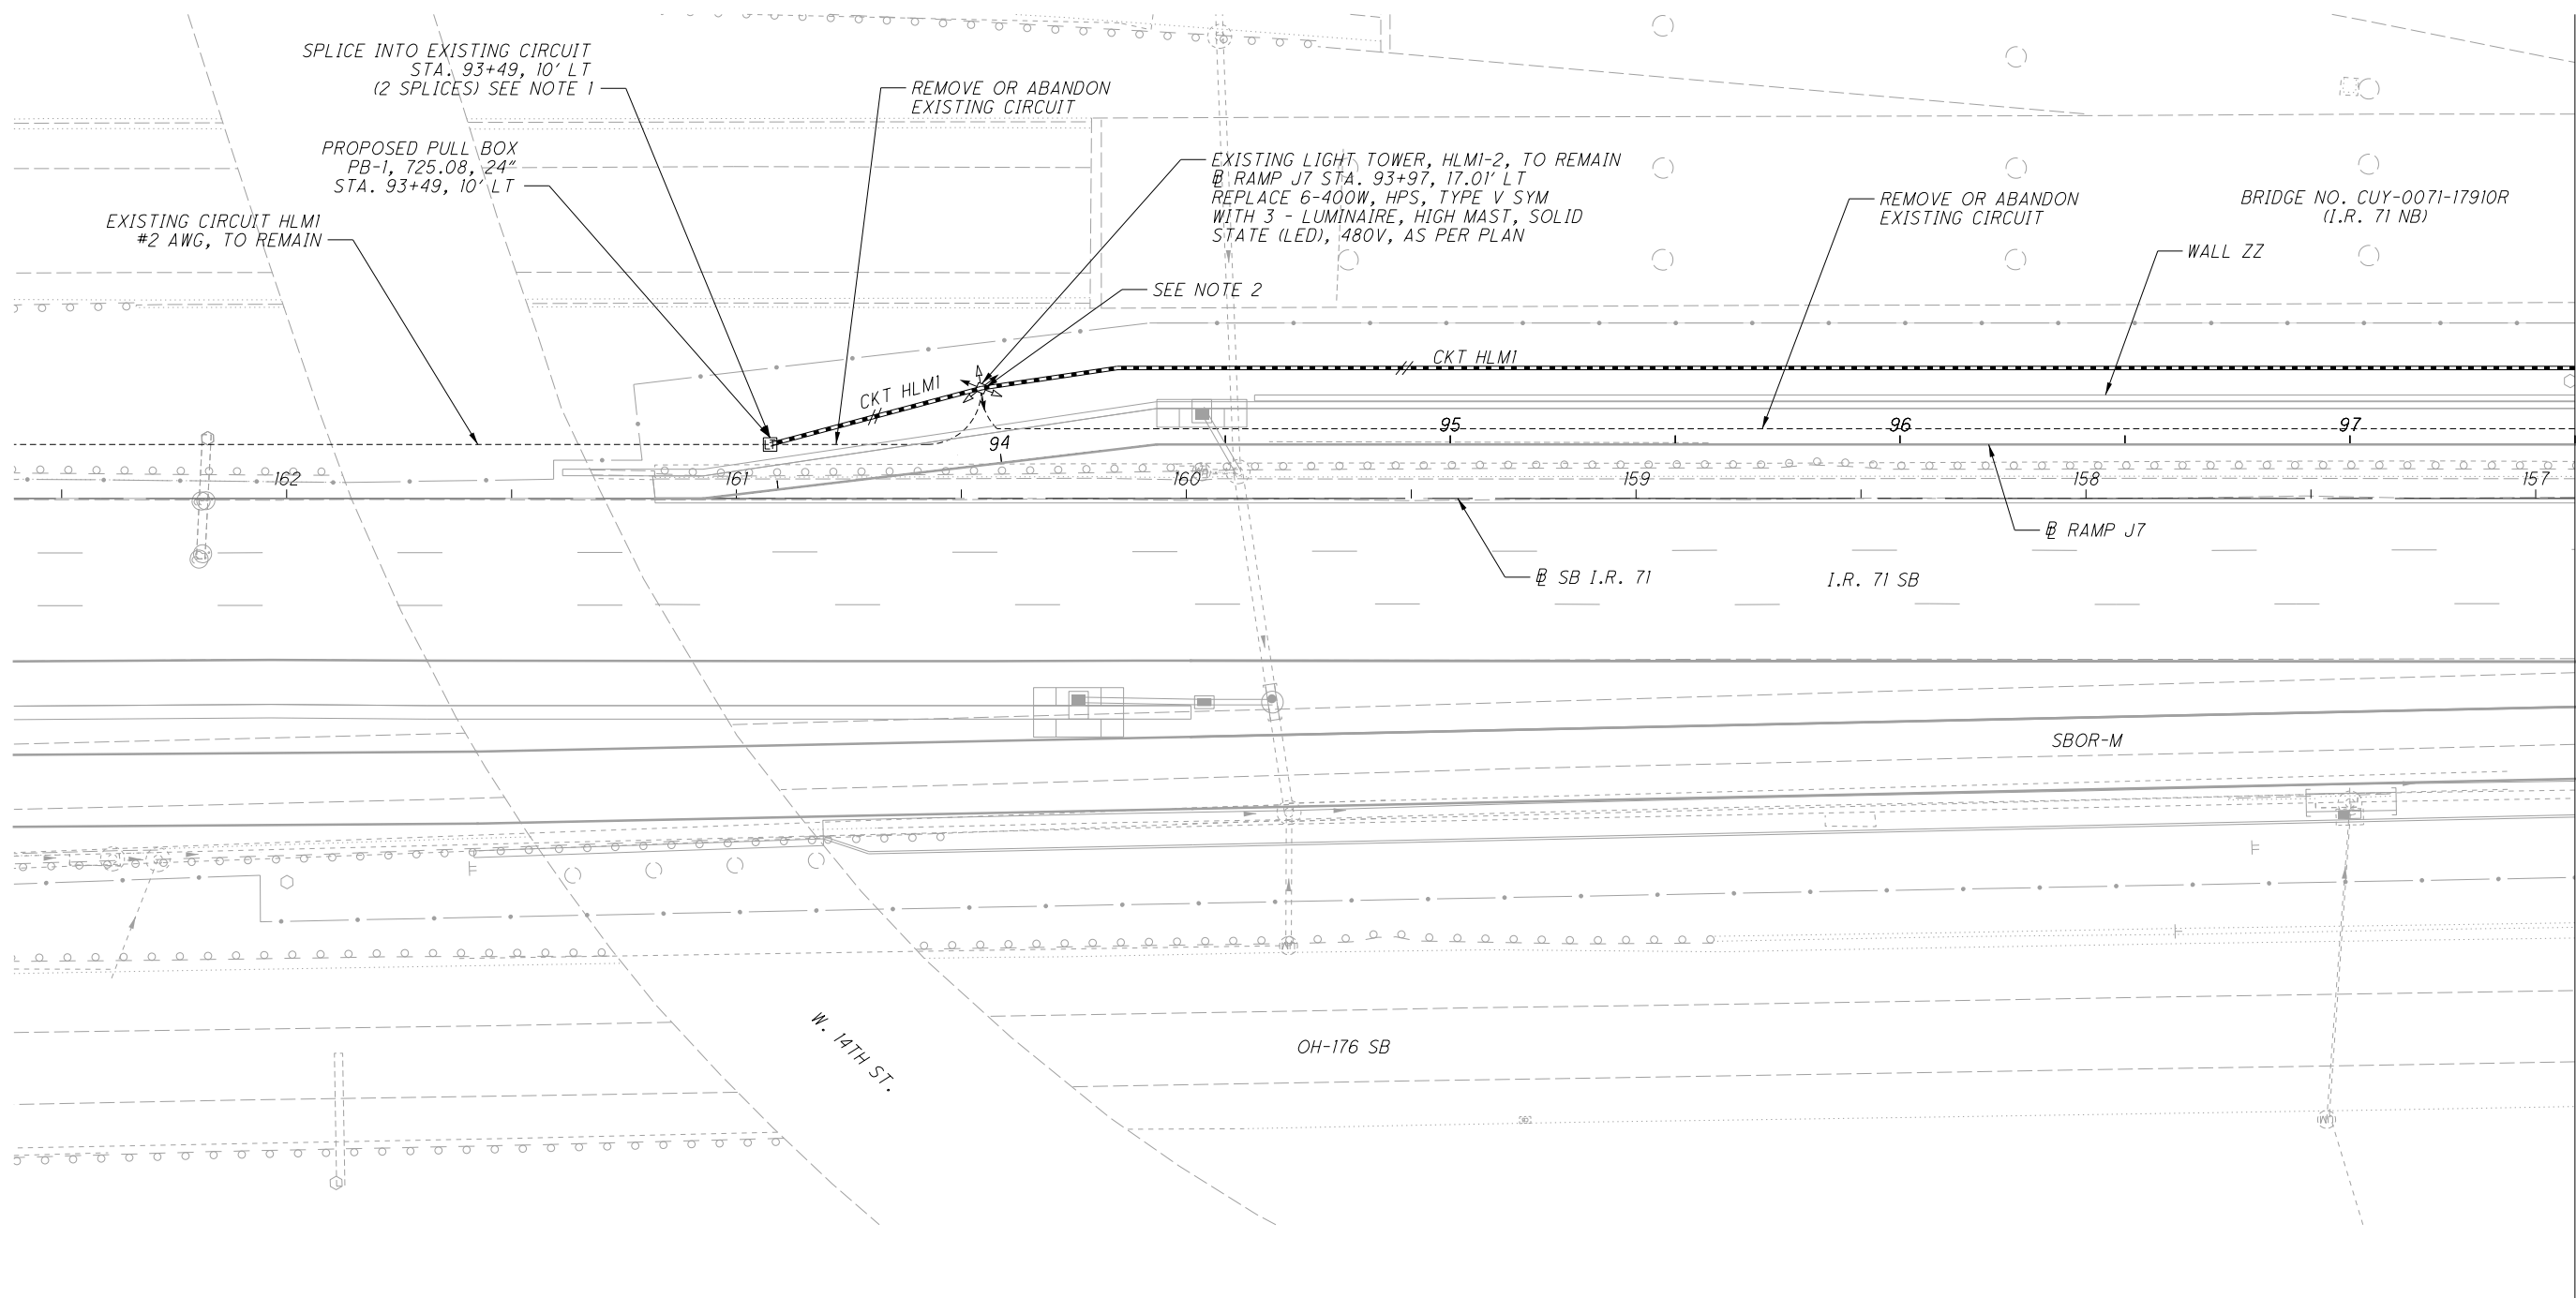 SPLICE INTO EXISTING CIRCUIT
STA. 93+49, 10' LT
(2 SPLICES) SEE NOTE 1
REMOVE OR ABANDON
EXISTING CIRCUIT
PROPOSED PULL BOX
PB-1, 725.08, 24"
STA. 93+49, 10' LT
EXISTING LIGHT TOWER, HLM1-2, TO REMAIN
℄ RAMP J7 STA. 93+97, 17.01' LT
REPLACE 6-400W, HPS, TYPE V SYM
WITH 3 - LUMINAIRE, HIGH MAST, SOLID
STATE (LED), 480V, AS PER PLAN
REMOVE OR ABANDON
EXISTING CIRCUIT
BRIDGE NO. CUY-0071-17910R
(I.R. 71 NB)
EXISTING CIRCUIT HLM1
#2 AWG, TO REMAIN
WALL ZZ
SEE NOTE 2
CKT HLM1
CKT HLM1
94
95
96
97
162
161
160
159
158
157
BL RAMP J7
BL SB I.R. 71
I.R. 71 SB
SBOR-M
W. 14TH ST.
OH-176 SB